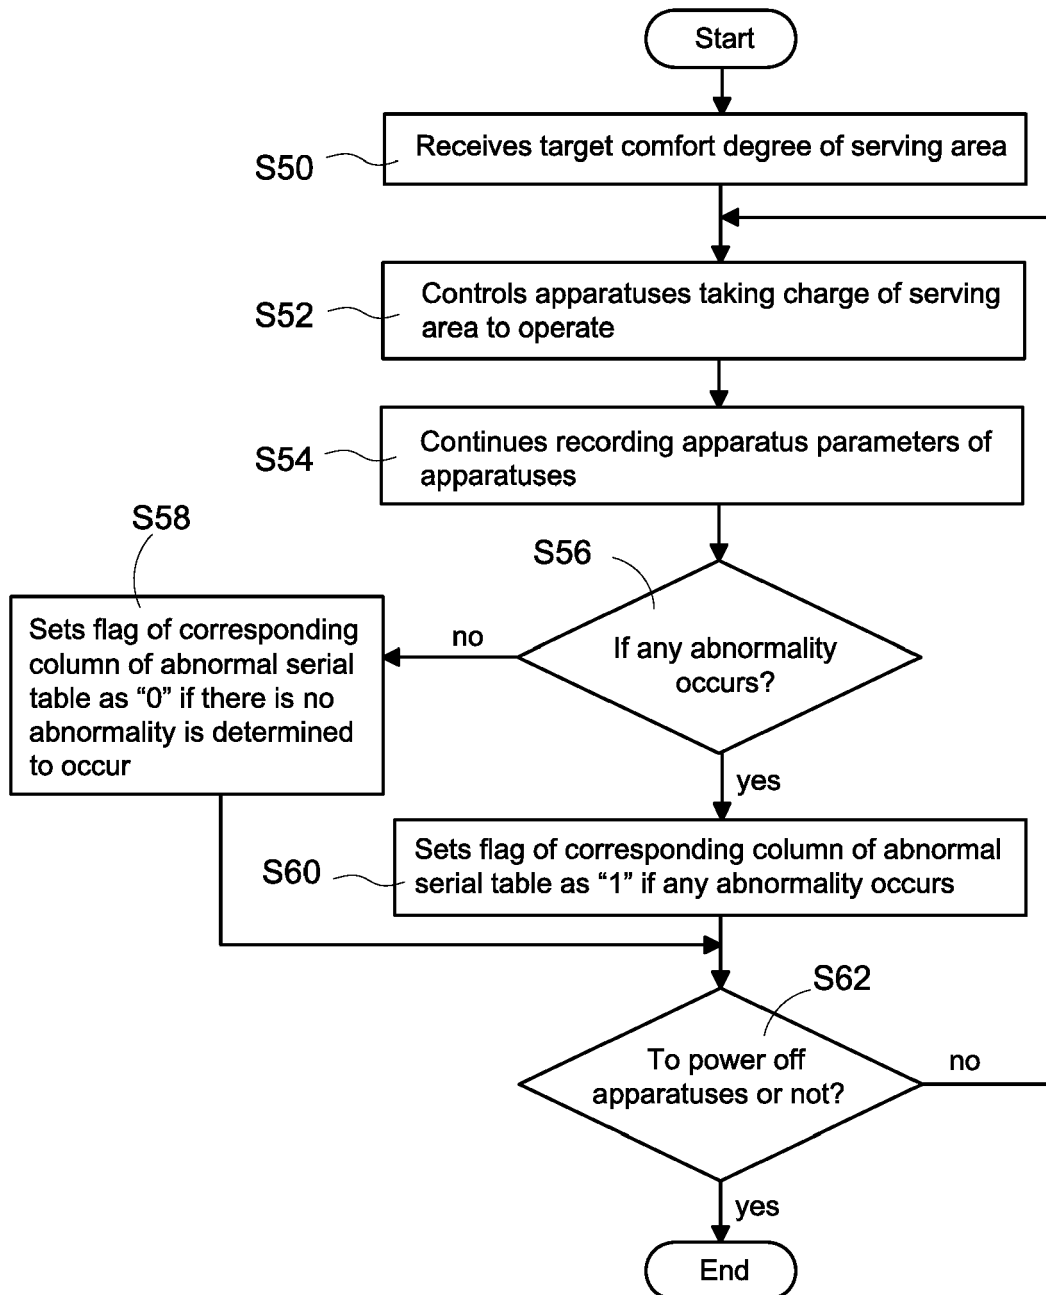 Start
S50
Receives target comfort degree of serving area
S52
Controls apparatuses taking charge of serving
area to operate
S54
Continues recording apparatus parameters of
apparatuses
S56
If any abnormality
occurs?
no
S58
Sets flag of corresponding
column of abnormal serial
table as “0” if there is no
abnormality is determined
to occur
yes
S60
Sets flag of corresponding column of abnormal
serial table as “1” if any abnormality occurs
S62
To power off
apparatuses or not?
no
yes
End